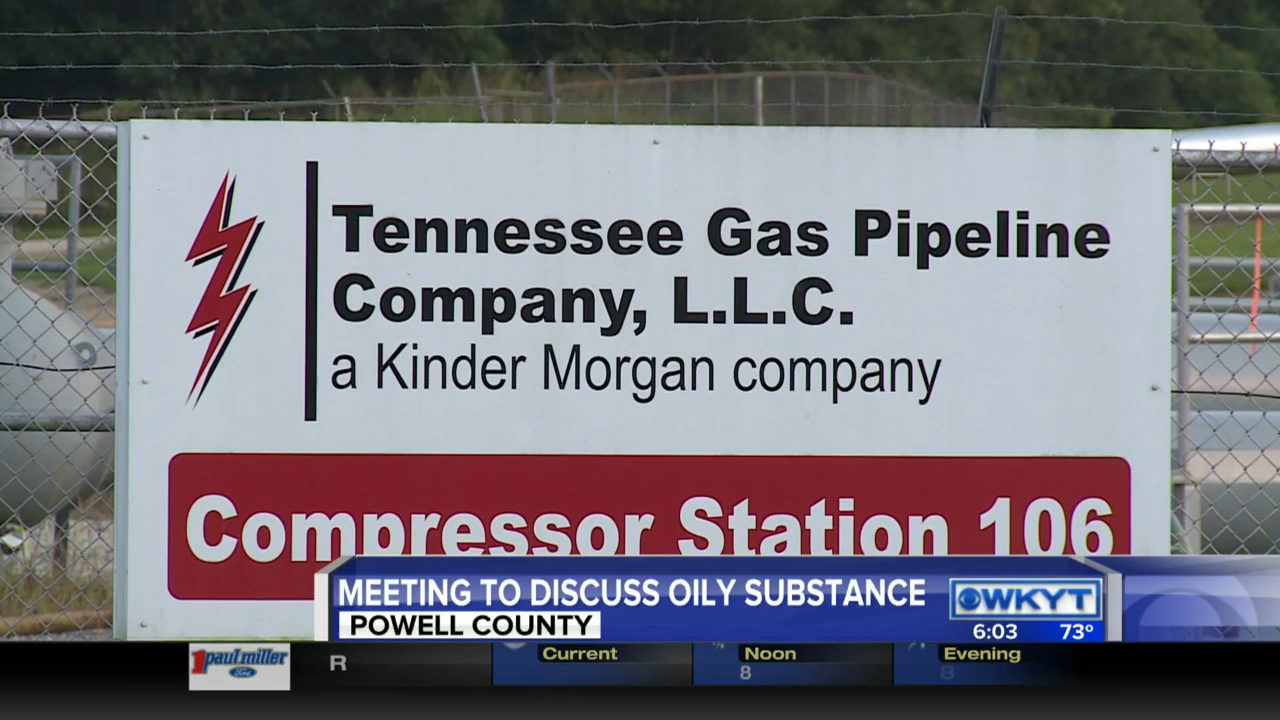 Tennessee Gas Pipeline
Company, L.L.C.
a Kinder Morgan company
Compressor Station 106
MEETING TO DISCUSS OILY SUBSTANCE
WKYT
POWELL COUNTY
6:03 73°
1 paul miller
Ford
R
Current
Noon
Evening
8
8